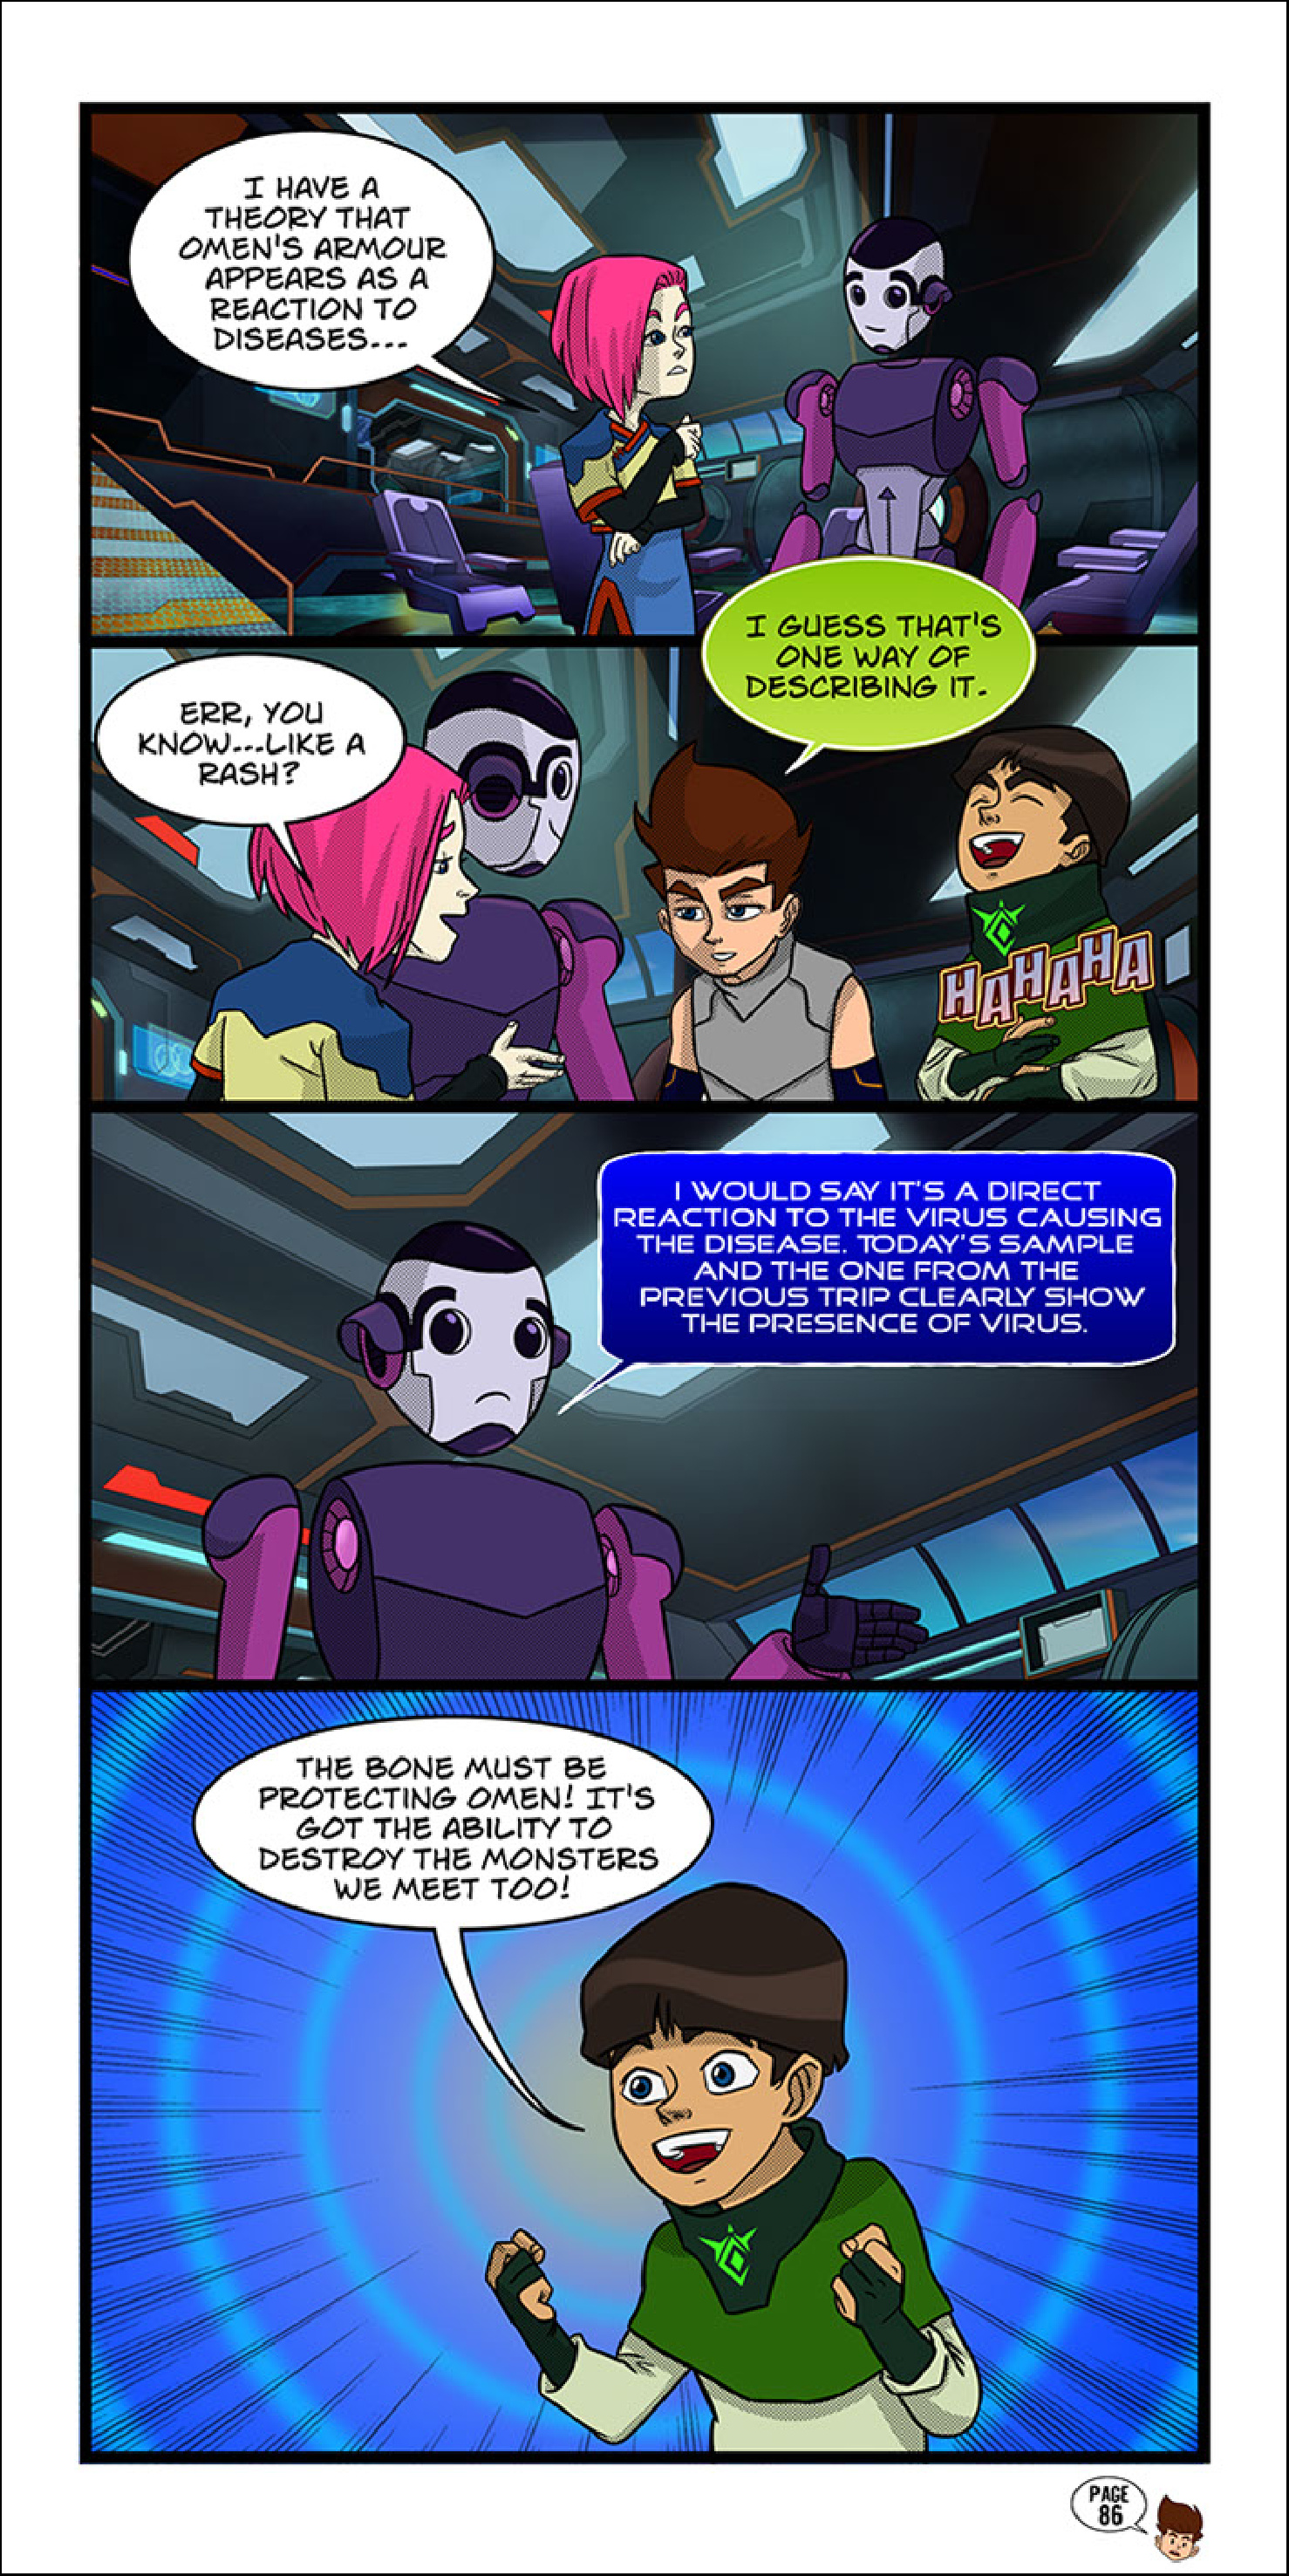 I HAVE A
THEORY THAT
OMEN'S ARMOUR
APPEARS AS A
REACTION TO
DISEASES...
ERR, YOU
KNOW...LIKE A
RASH?
I GUESS THAT'S
ONE WAY OF
DESCRIBING IT.
HAHAHA
I WOULD SAY IT'S A DIRECT
REACTION TO THE VIRUS CAUSING
THE DISEASE. TODAY'S SAMPLE
AND THE ONE FROM THE
PREVIOUS TRIP CLEARLY SHOW
THE PRESENCE OF VIRUS.
THE BONE MUST BE
PROTECTING OMEN! IT'S
GOT THE ABILITY TO
DESTROY THE MONSTERS
WE MEET TOO!
PAGE
86